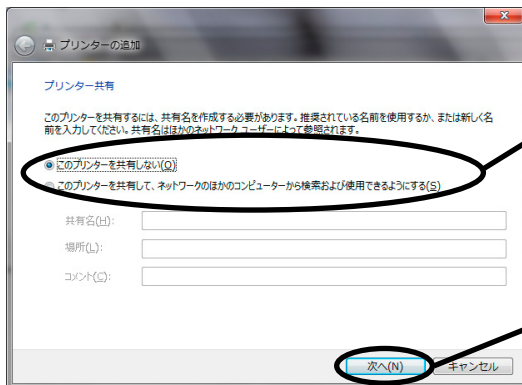 プリンターの追加
プリンター共有
このプリンターを共有するには、共有名を作成する必要があります。推奨されている名前を使用するか、または新しく名
前を入力してください。共有名はほかのネットワーク ユーザーによって参照されます。
このプリンターを共有しない(O)
このプリンターを共有して、ネットワークのほかのコンピューターから検索および使用できるようにする(S)
共有名(H):
場所(L):
コメント(C):
次へ(N)
キャンセル